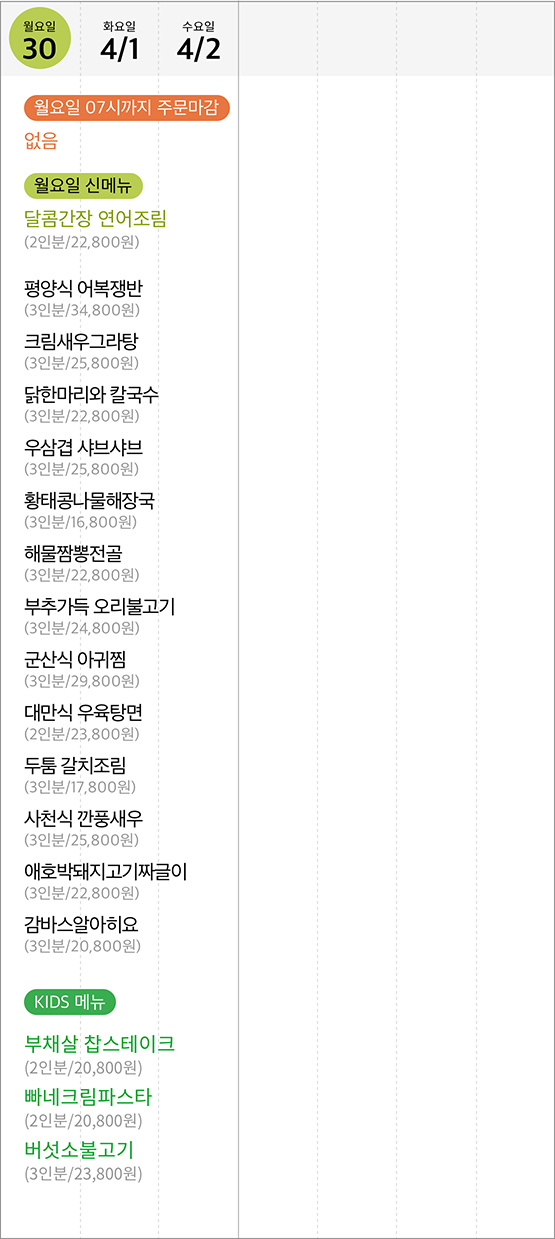 월요일 화요일 수요일
30 4/1 4/2
월요일 07시까지 주문마감
없음
월요일 신메뉴
달콤간장 연어조림
(2인분/22,800원)
평양식 어복쟁반
(3인분/34,800원)
크림새우그라탕
(3인분/25,800원)
닭한마리와 칼국수
(3인분/22,800원)
우삼겹 샤브샤브
(3인분/25,800원)
황태콩나물해장국
(3인분/16,800원)
해물짬뽕전골
(3인분/22,800원)
부추가득 오리불고기
(3인분/24,800원)
군산식 아귀찜
(3인분/29,800원)
대만식 우육탕면
(2인분/23,800원)
두툼 갈치조림
(3인분/17,800원)
사천식 깐풍새우
(3인분/25,800원)
애호박돼지고기짜글이
(3인분/22,800원)
감바스알아히요
(3인분/20,800원)
KIDS 메뉴
부채살 찹스테이크
(2인분/20,800원)
빠네크림파스타
(2인분/20,800원)
버섯소불고기
(3인분/23,800원)